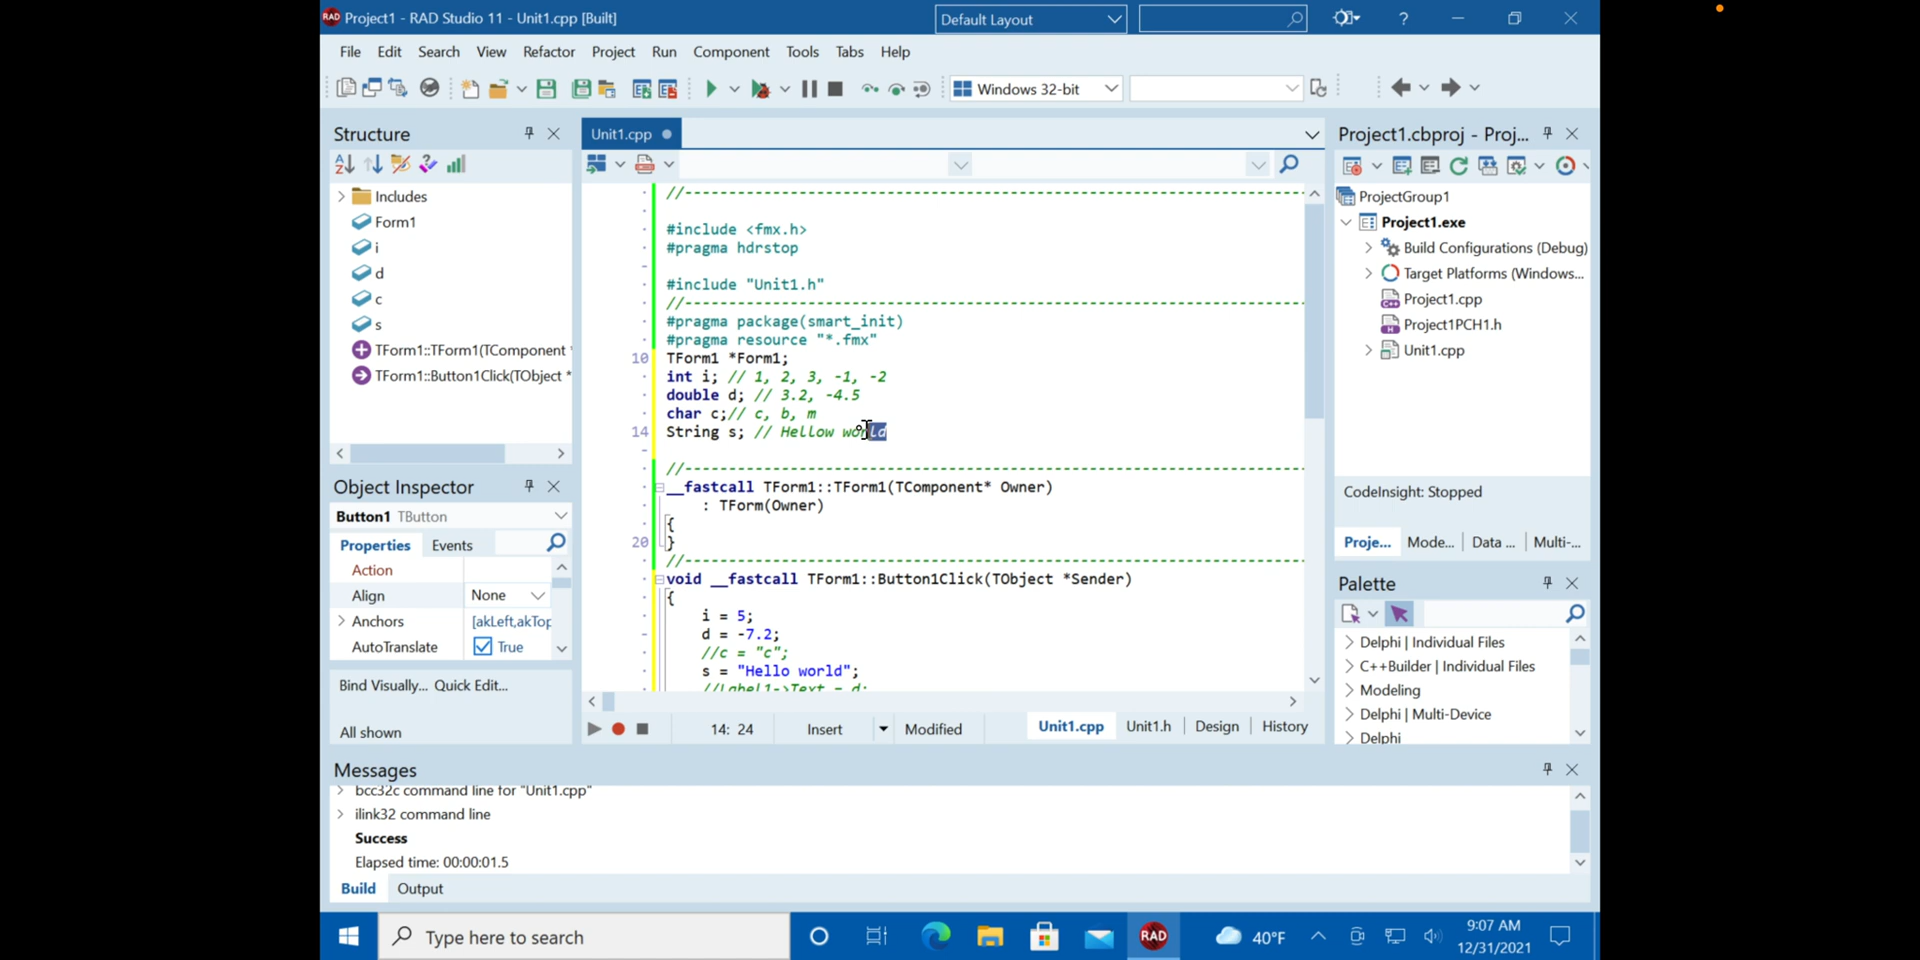 Project1 - RAD Studio 11 - Unit1.cpp [Built]
Default Layout
?
File Edit Search View Refactor Project Run Component Tools Tabs Help
Windows 32-bit
Structure
Includes
Form1
i
d
c
s
TForm1::TForm1(TComponent *
TForm1::Button1Click(TObject *
Object Inspector
Button1 TButton
Properties Events
Action
Align None
Anchors [akLeft,akTop
AutoTranslate True
Bind Visually... Quick Edit...
All shown
Unit1.cpp
//---------------------------------------------------------------------------
#include <fmx.h>
#pragma hdrstop
#include "Unit1.h"
//---------------------------------------------------------------------------
#pragma package(smart_init)
#pragma resource "*.fmx"
10 TForm1 *Form1;
int i; // 1, 2, 3, -1, -2
double d; // 3.2, -4.5
char c;// c, b, m
14 String s; // Hellow world
//---------------------------------------------------------------------------
__fastcall TForm1::TForm1(TComponent* Owner)
: TForm(Owner)
{
20 }
//---------------------------------------------------------------------------
void __fastcall TForm1::Button1Click(TObject *Sender)
{
i = 5;
d = -7.2;
//c = "c";
s = "Hello world";
//Label1->Text = d;
14: 24 Insert Modified Unit1.cpp Unit1.h Design History
Project1.cbproj - Proj...
ProjectGroup1
Project1.exe
Build Configurations (Debug)
Target Platforms (Windows...
Project1.cpp
Project1PCH1.h
Unit1.cpp
CodeInsight: Stopped
Proje... Mode... Data ... Multi-...
Palette
Delphi | Individual Files
C++Builder | Individual Files
Modeling
Delphi | Multi-Device
Delphi
Messages
bcc32c command line for "Unit1.cpp"
ilink32 command line
Success
Elapsed time: 00:00:01.5
Build Output
Type here to search
RAD
40°F
9:07 AM
12/31/2021